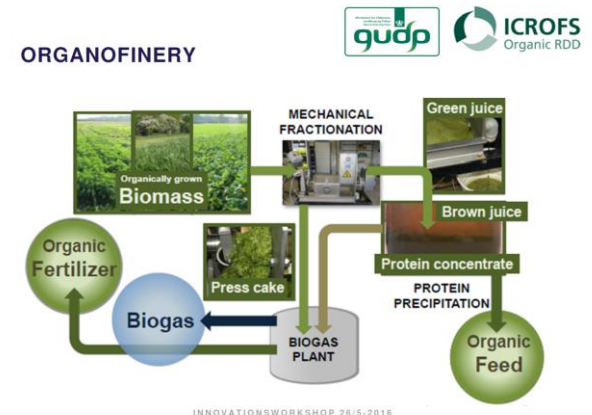 gudp
ICROFS
Organic RDD
ORGANOFINERY
MECHANICAL
FRACTIONATION
Green juice
Organically grown
Biomass
Brown juice
Organic
Fertilizer
Press cake
Protein concentrate
PROTEIN
PRECIPITATION
Biogas
BIOGAS
PLANT
Organic
Feed
INNOVATIONSWORKSHOP 26/5-2016